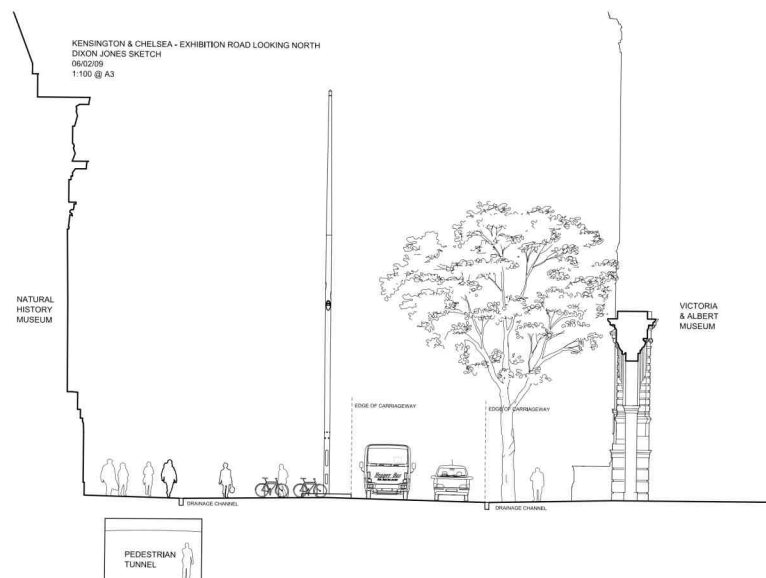 KENSINGTON & CHELSEA - EXHIBITION ROAD LOOKING NORTH
DIXON JONES SKETCH
06/02/09
1:100 @ A3
NATURAL
HISTORY
MUSEUM
VICTORIA
& ALBERT
MUSEUM
EDGE OF CARRIAGEWAY
EDGE OF CARRIAGEWAY
DRAINAGE CHANNEL
DRAINAGE CHANNEL
PEDESTRIAN
TUNNEL